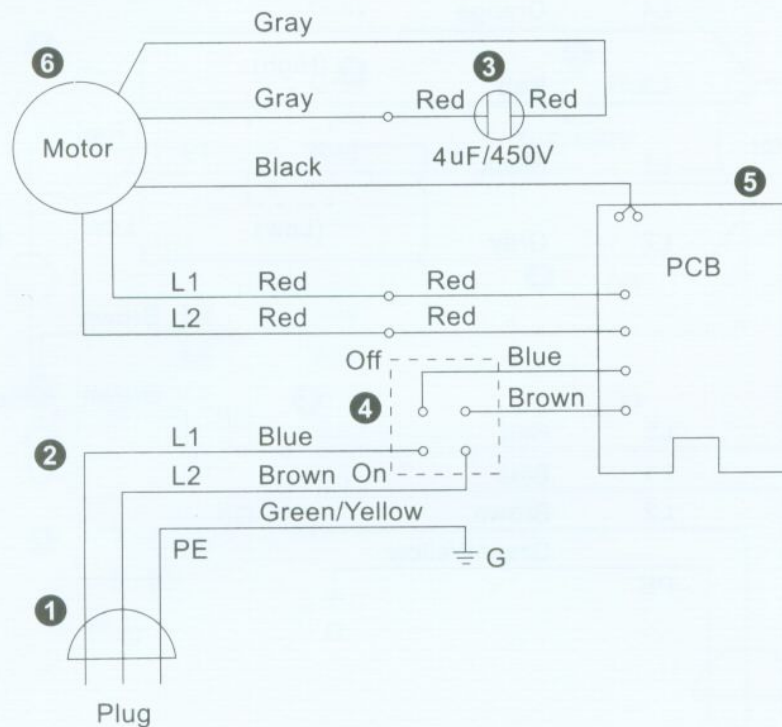 Gray
6
3
Gray
Red
Red
Motor
4uF/450V
Black
5
PCB
L1
Red
Red
L2
Red
Red
Off
Blue
4
Brown
L1
Blue
2
L2
Brown
On
Green/Yellow
PE
G
1
Plug